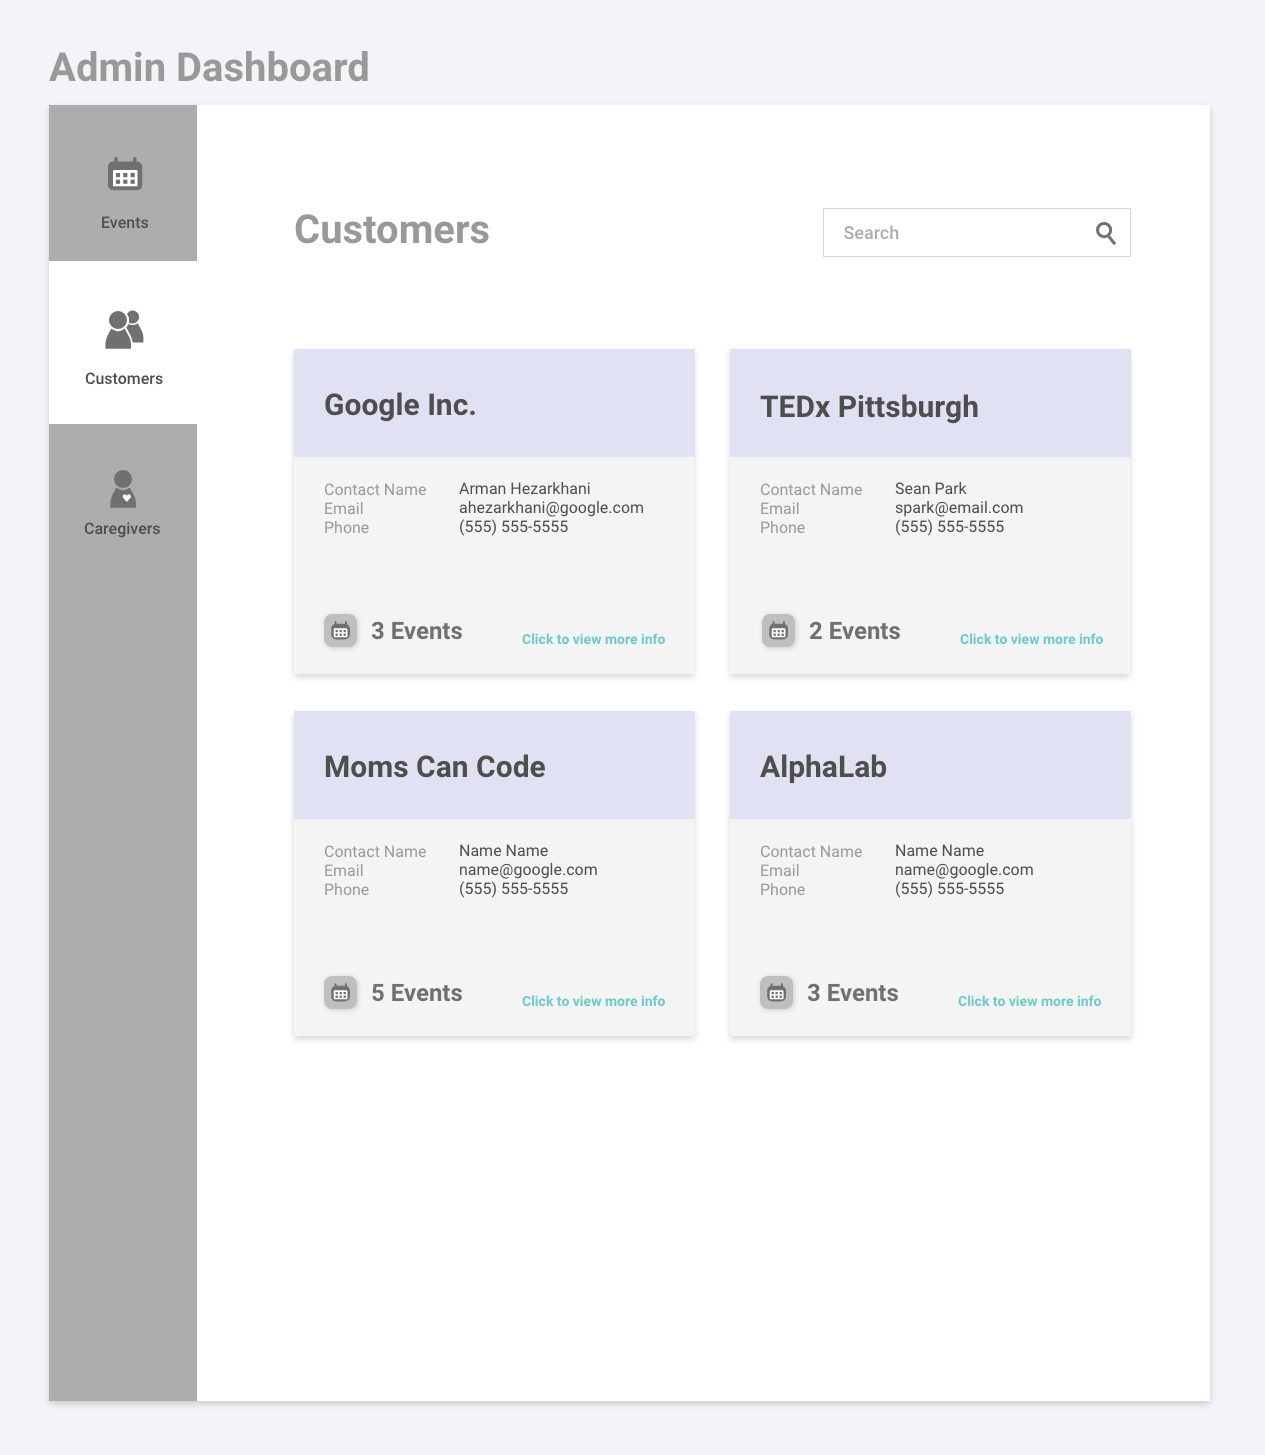 Admin Dashboard
Events
Customers
Caregivers
Customers
Search
Google Inc.
Contact Name Arman Hezarkhani
Email ahezarkhani@google.com
Phone (555) 555-5555
3 Events Click to view more info
TEDx Pittsburgh
Contact Name Sean Park
Email spark@email.com
Phone (555) 555-5555
2 Events Click to view more info
Moms Can Code
Contact Name Name Name
Email name@google.com
Phone (555) 555-5555
5 Events Click to view more info
AlphaLab
Contact Name Name Name
Email name@google.com
Phone (555) 555-5555
3 Events Click to view more info